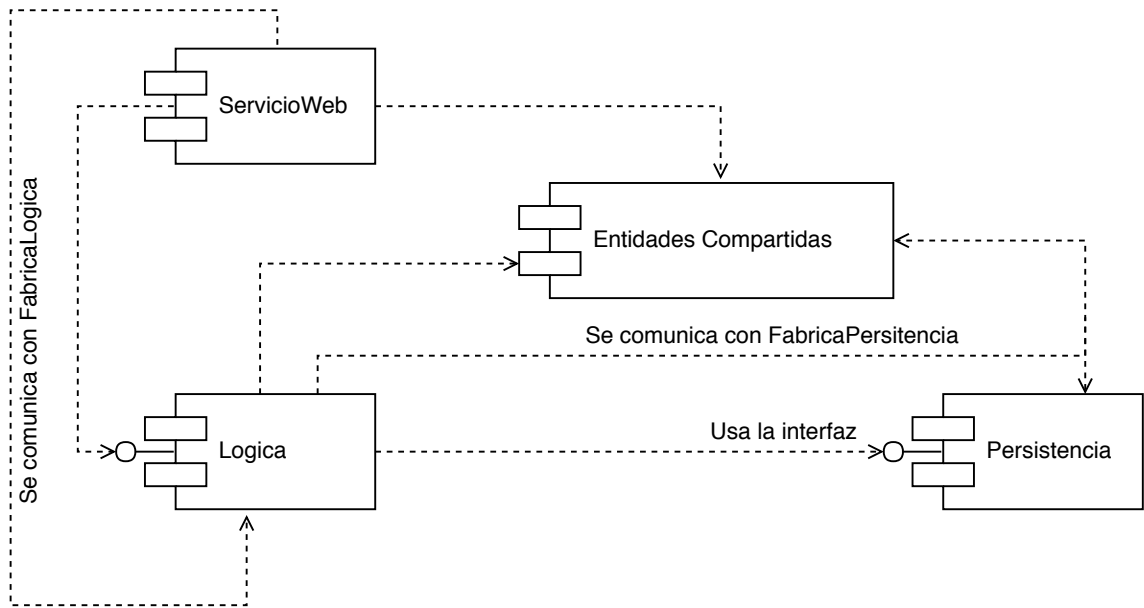 ServicioWeb
Se comunica con FabricaLogica
Entidades Compartidas
Se comunica con FabricaPersitencia
Logica
Usa la interfaz
Persistencia